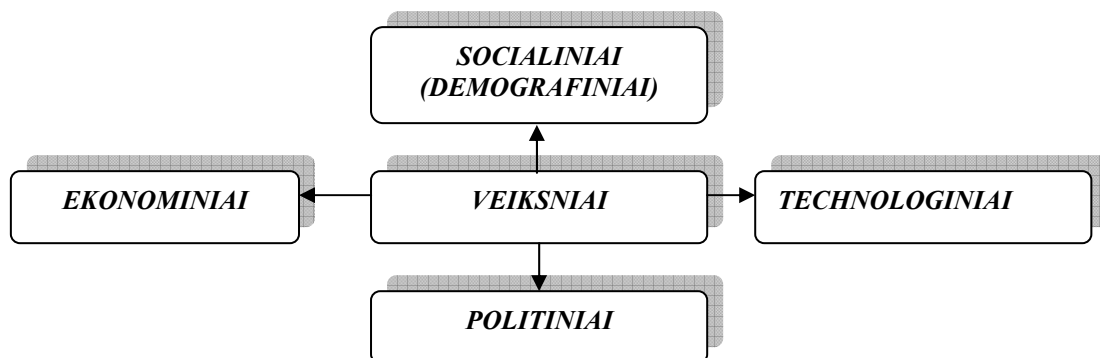 SOCIALINIAI
(DEMOGRAFINIAI)
EKONOMINIAI
VEIKSNIAI
TECHNOLOGINIAI
POLITINIAI